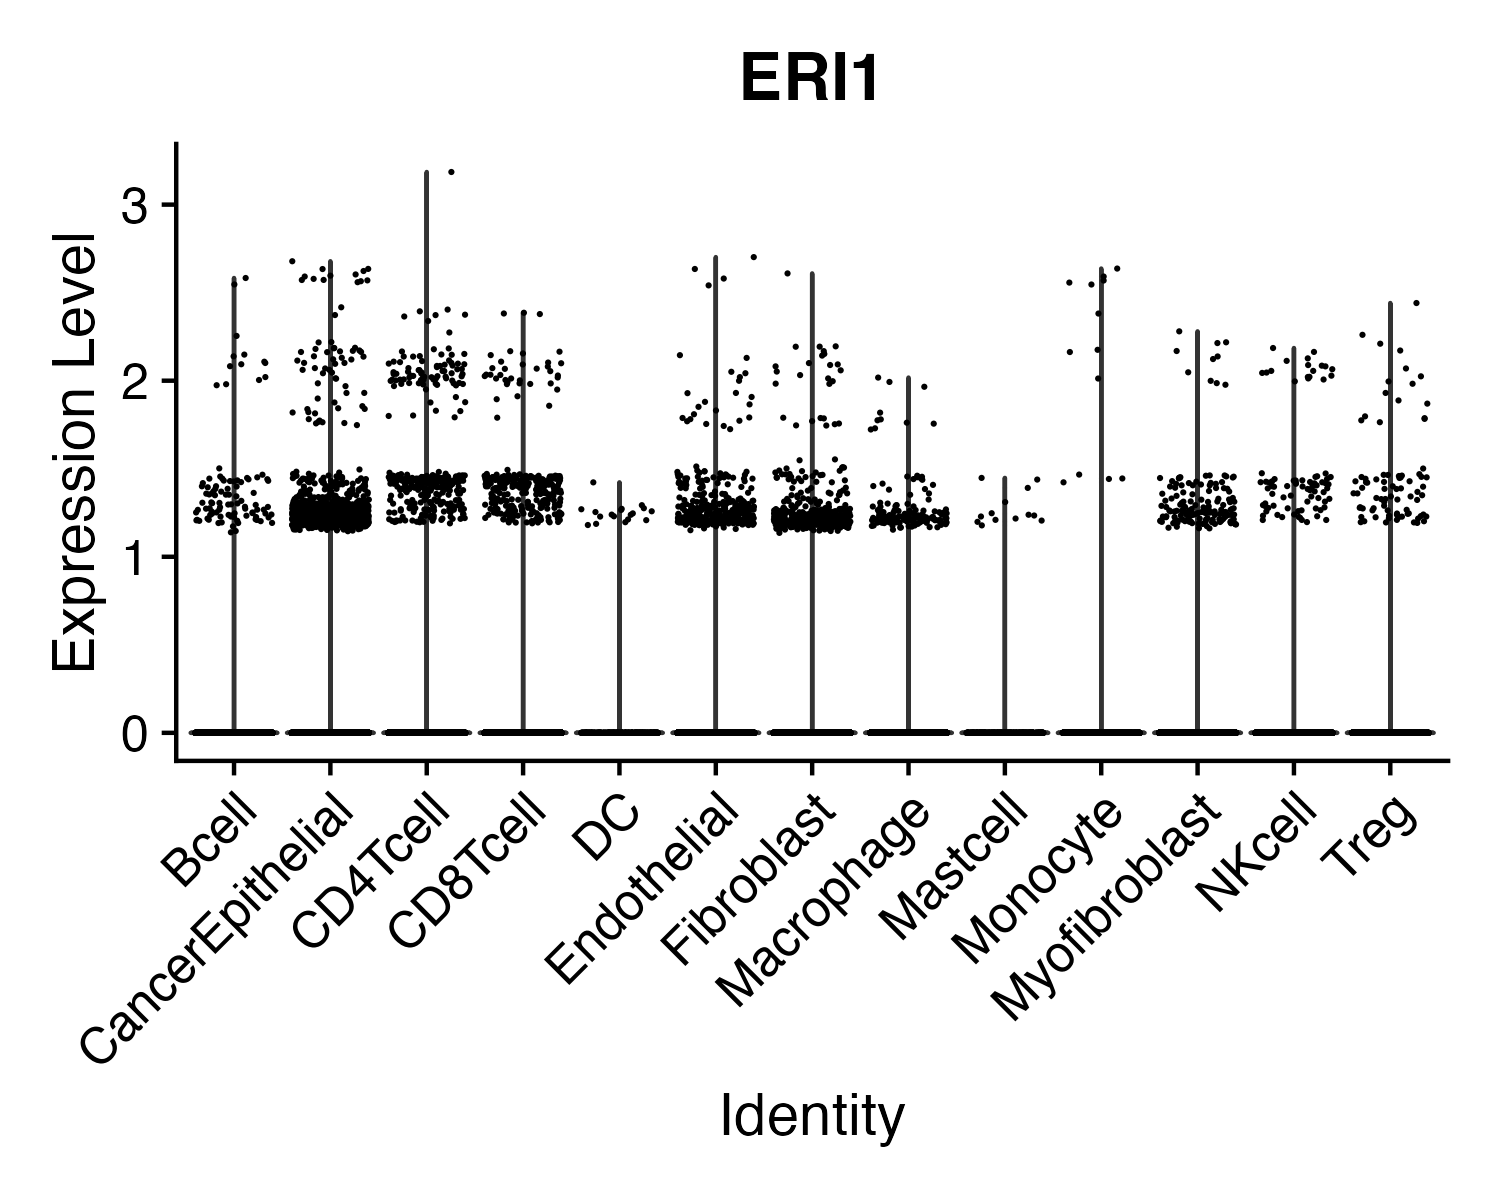 ERI1
Expression Level
3
2
1
0
Bcell
CancerEpithelial
CD4Tcell
CD8Tcell
DC
Endothelial
Fibroblast
Macrophage
Mastcell
Monocyte
Myofibroblast
NKcell
Treg
Identity